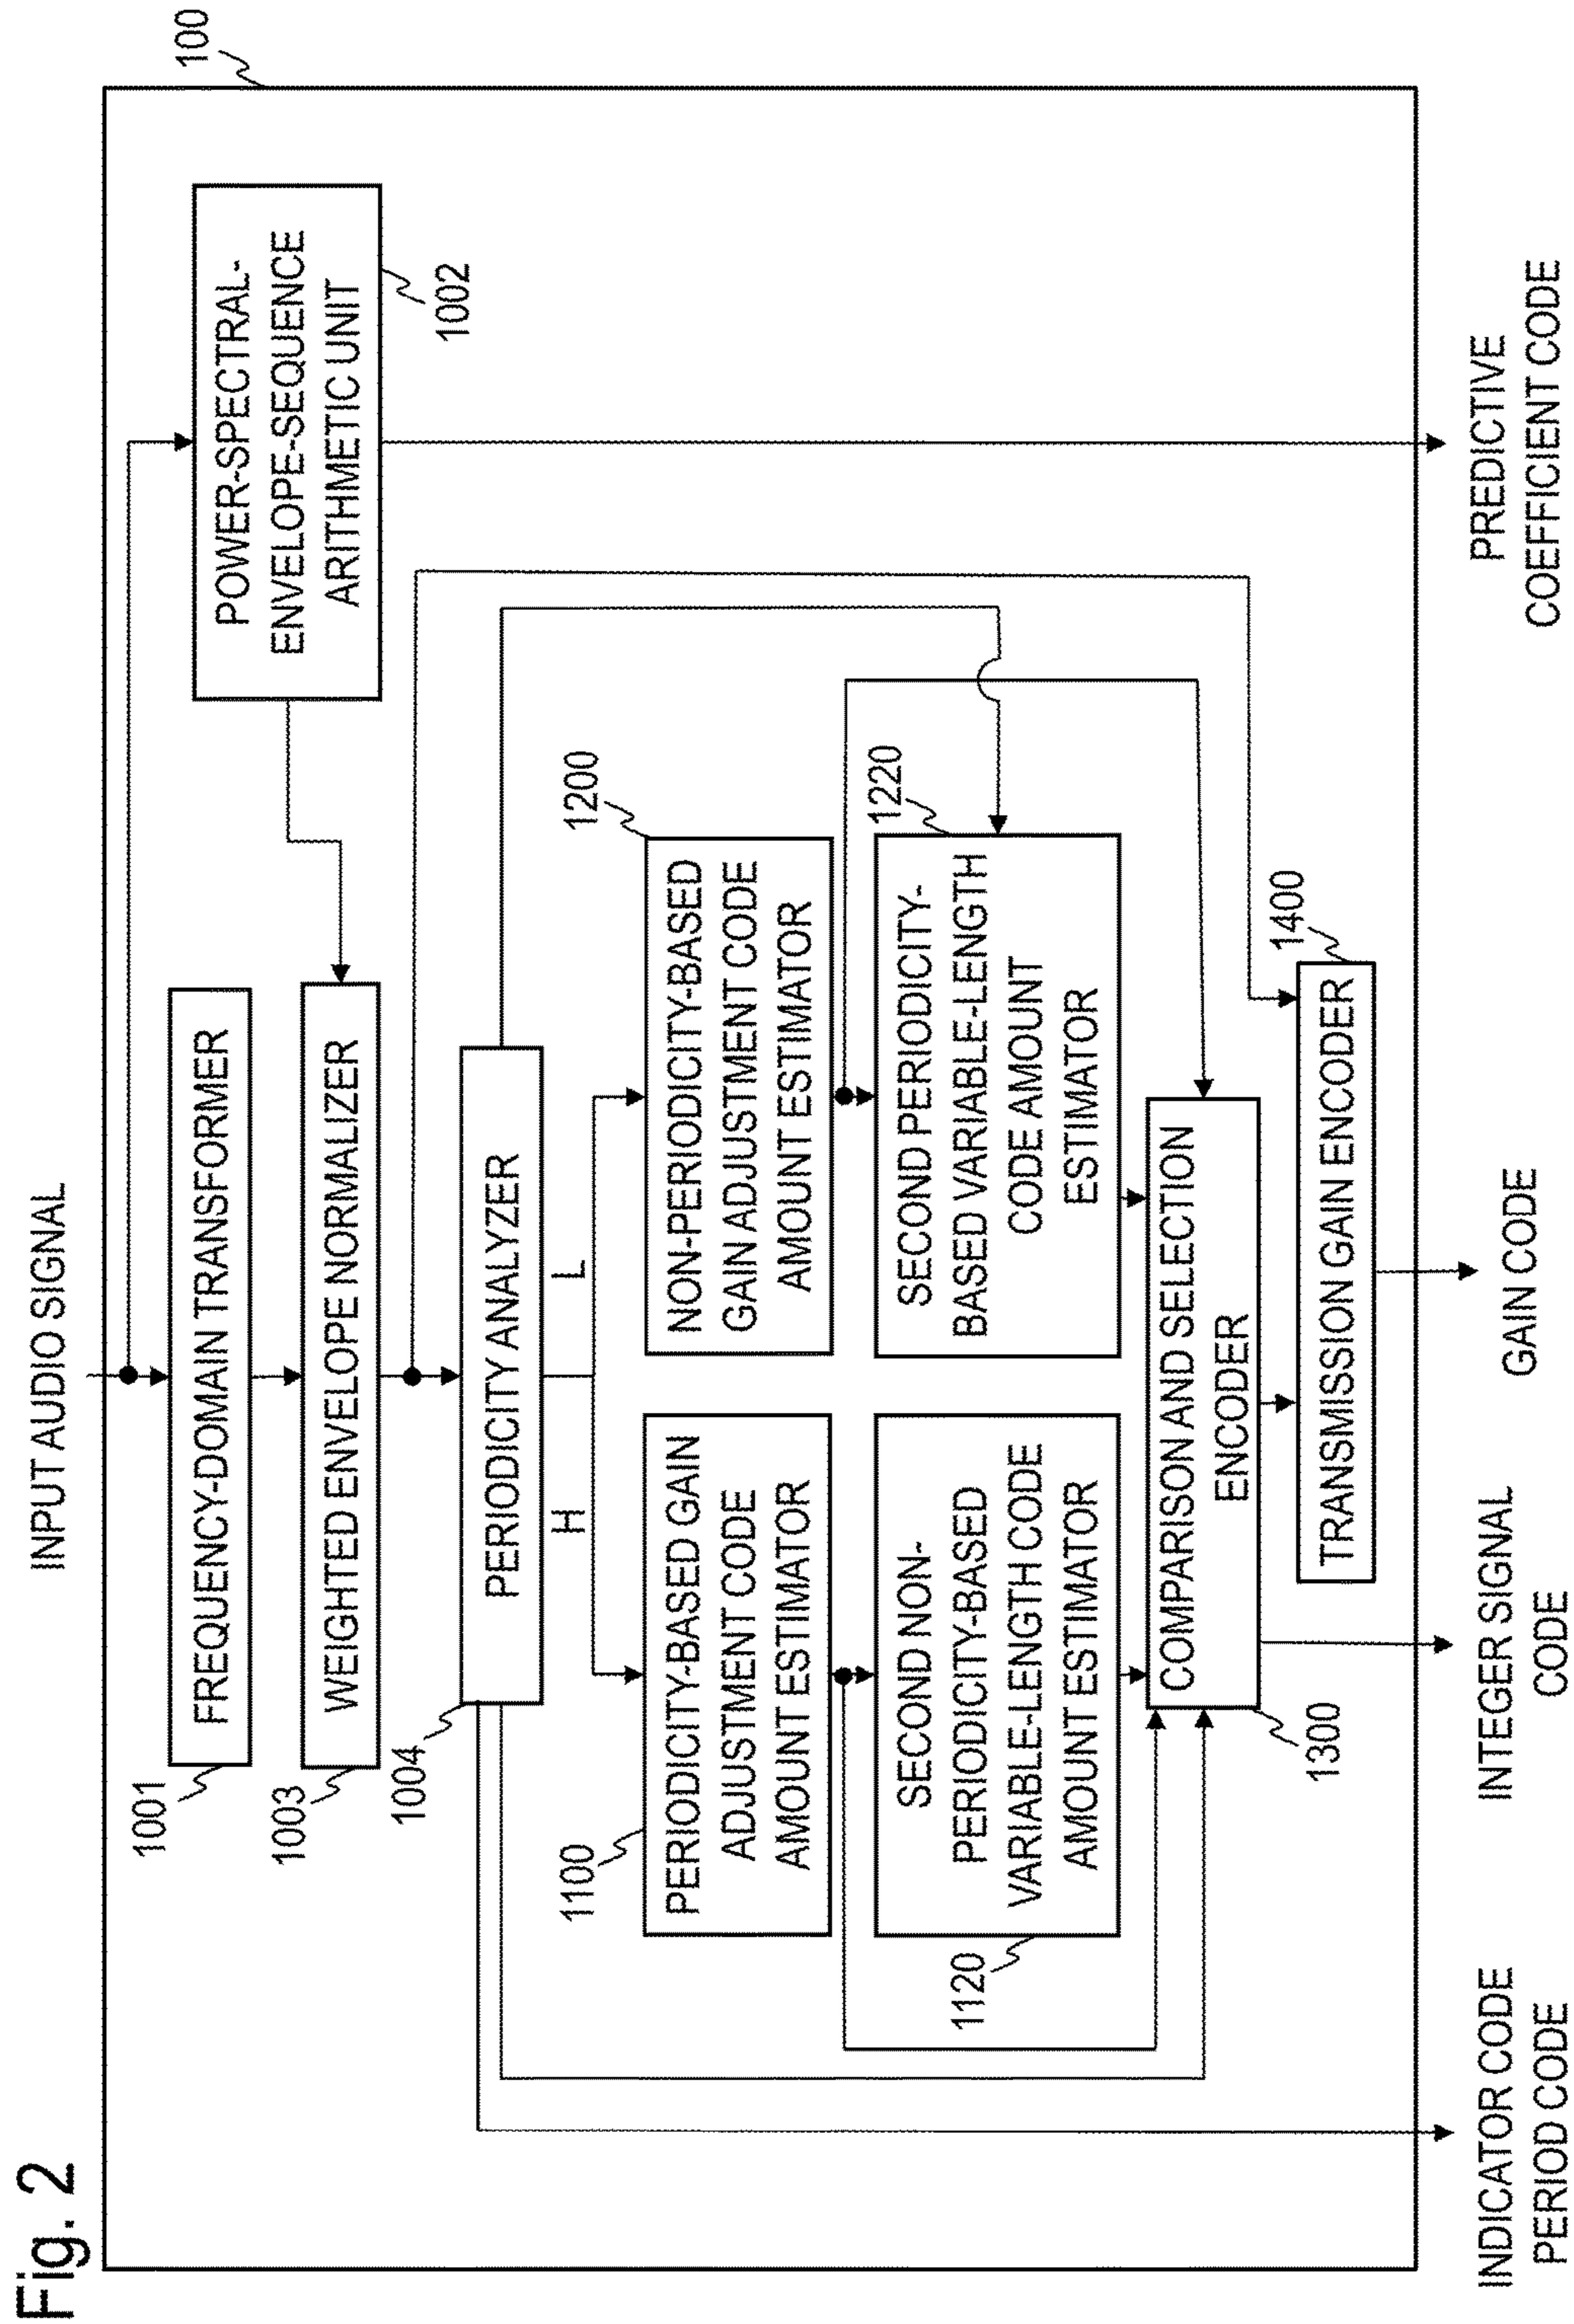 Fig. 2
INPUT AUDIO SIGNAL
100
1001
FREQUENCY-DOMAIN TRANSFORMER
POWER-SPECTRAL-
ENVELOPE-SEQUENCE
ARITHMETIC UNIT
1002
1003
WEIGHTED ENVELOPE NORMALIZER
1004
PERIODICITY ANALYZER
H
L
1100
PERIODICITY-BASED GAIN
ADJUSTMENT CODE
AMOUNT ESTIMATOR
1200
NON-PERIODICITY-BASED
GAIN ADJUSTMENT CODE
AMOUNT ESTIMATOR
1120
SECOND NON-
PERIODICITY-BASED
VARIABLE-LENGTH CODE
AMOUNT ESTIMATOR
1220
SECOND PERIODICITY-
BASED VARIABLE-LENGTH
CODE AMOUNT
ESTIMATOR
1300
COMPARISON AND SELECTION
ENCODER
1400
TRANSMISSION GAIN ENCODER
INDICATOR CODE
PERIOD CODE
INTEGER SIGNAL
CODE
GAIN CODE
PREDICTIVE
COEFFICIENT CODE